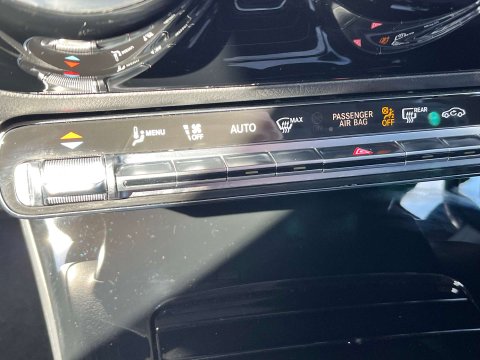 MENU
OFF
AUTO
MAX
PASSENGER
AIR BAG
OFF
REAR